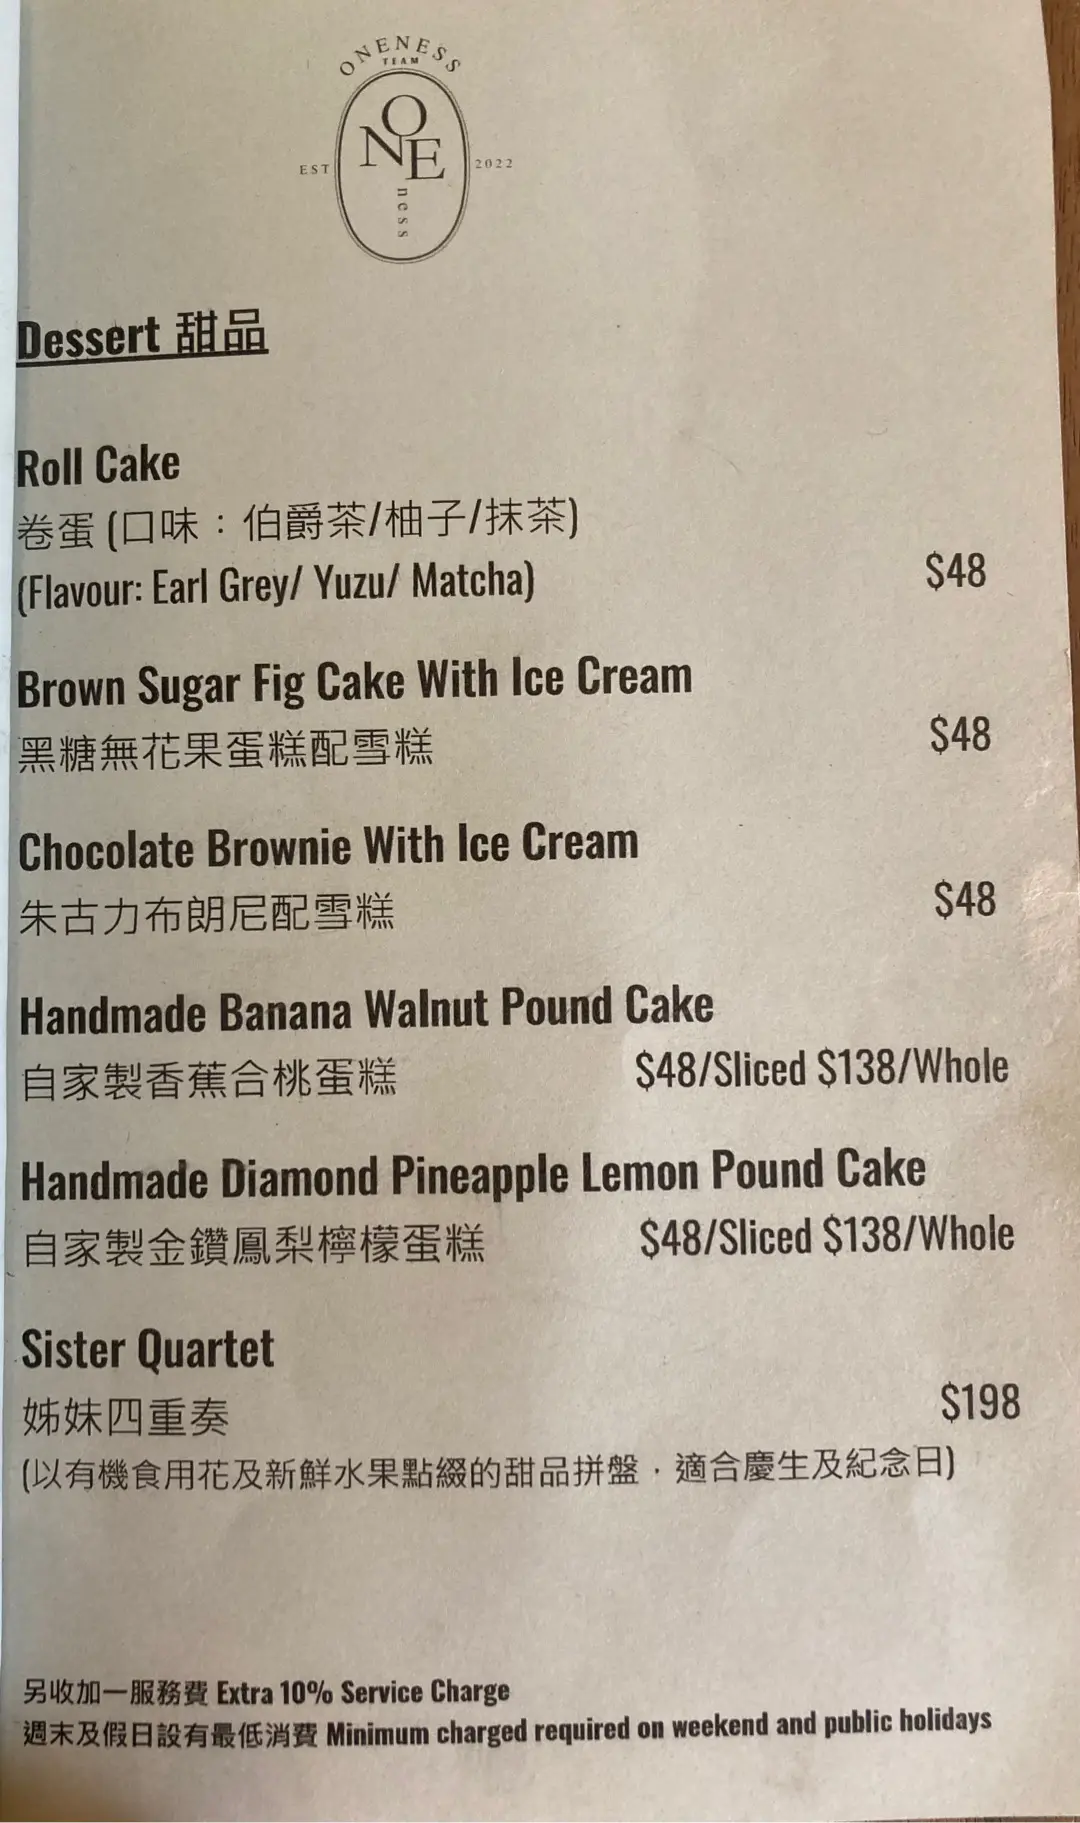 ONENESS
TEAM
EST ONE 2022
ness
Dessert 甜品
Roll Cake
卷蛋 (口味：伯爵茶/柚子/抹茶)
(Flavour: Earl Grey/ Yuzu/ Matcha) $48
Brown Sugar Fig Cake With Ice Cream
黑糖無花果蛋糕配雪糕 $48
Chocolate Brownie With Ice Cream
朱古力布朗尼配雪糕 $48
Handmade Banana Walnut Pound Cake
自家製香蕉合桃蛋糕 $48/Sliced $138/Whole
Handmade Diamond Pineapple Lemon Pound Cake
自家製金鑽鳳梨檸檬蛋糕 $48/Sliced $138/Whole
Sister Quartet
姊妹四重奏 $198
(以有機食用花及新鮮水果點綴的甜品拼盤，適合慶生及紀念日)
另收加一服務費 Extra 10% Service Charge
週末及假日設有最低消費 Minimum charged required on weekend and public holidays